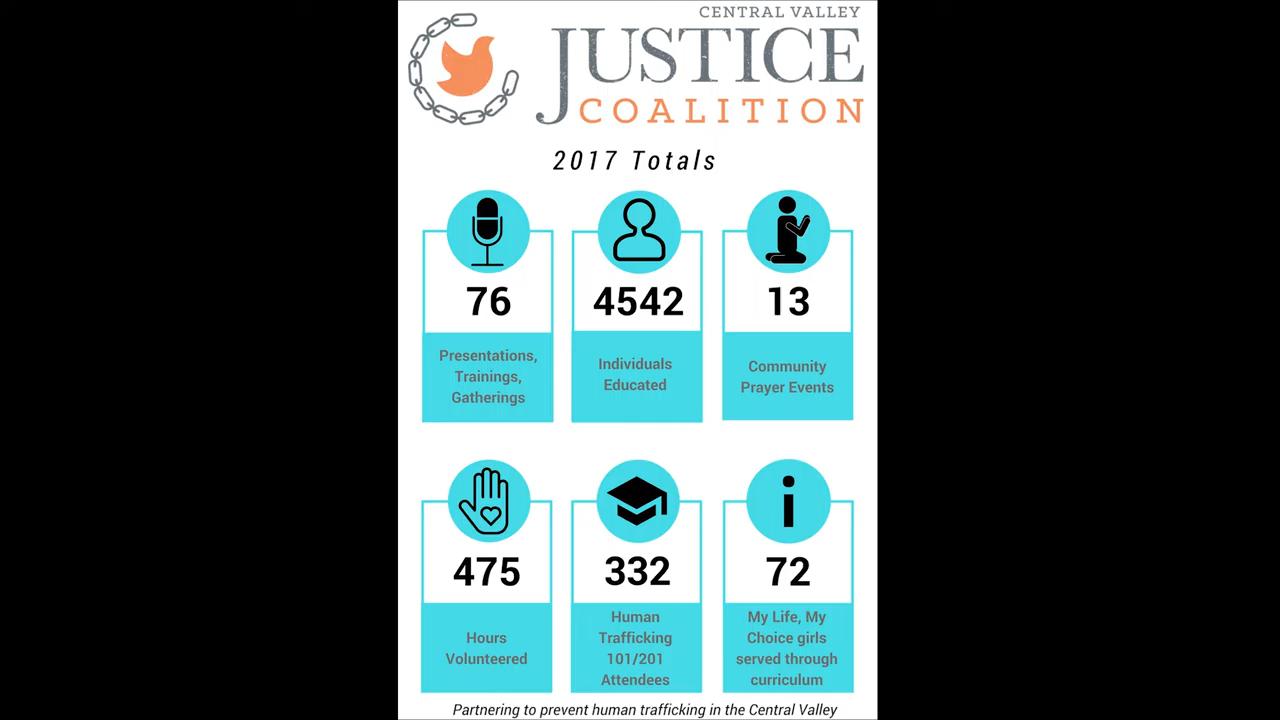 CENTRAL VALLEY
JUSTICE
COALITION
2017 Totals
76
Presentations,
Trainings,
Gatherings
4542
Individuals
Educated
13
Community
Prayer Events
475
Hours
Volunteered
332
Human
Trafficking
101/201
Attendees
i
72
My Life, My
Choice girls
served through
curriculum
Partnering to prevent human trafficking in the Central Valley